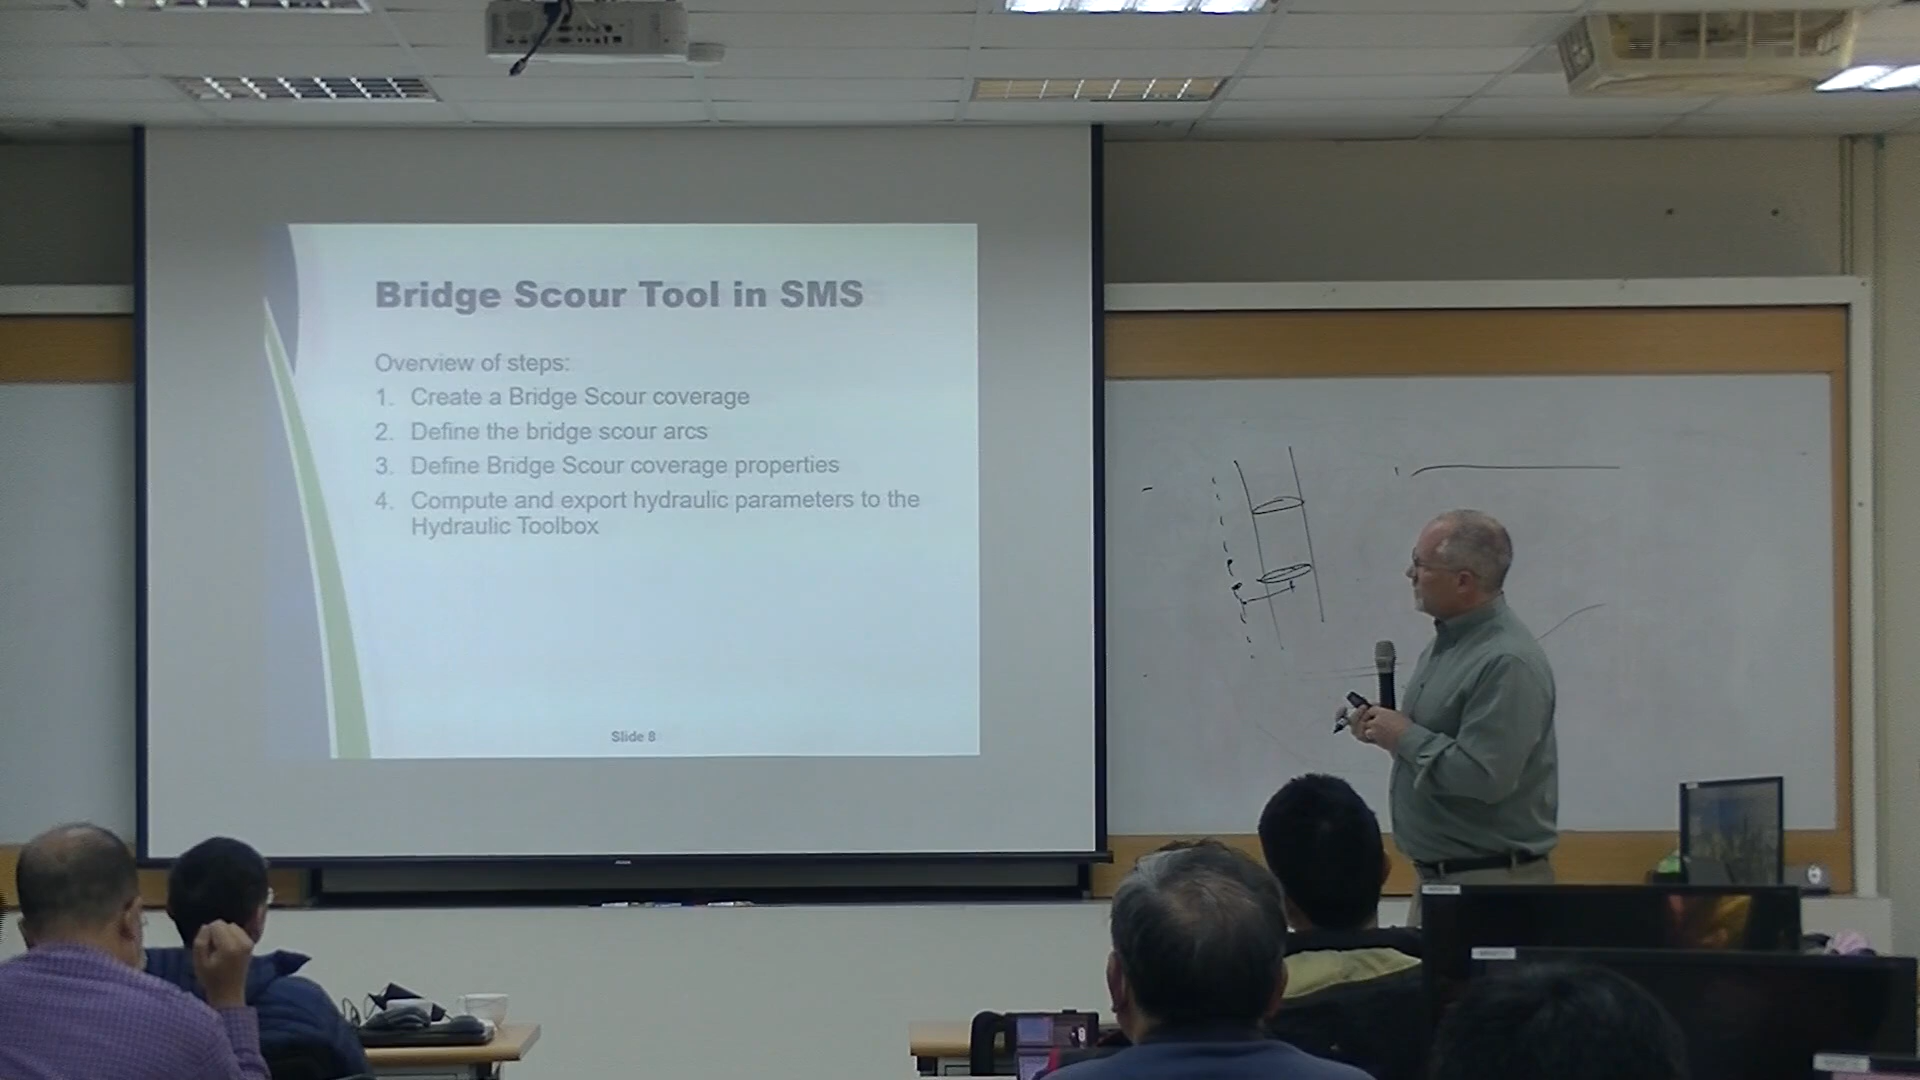 Bridge Scour Tool in SMS
Overview of steps:
1. Create a Bridge Scour coverage
2. Define the bridge scour arcs
3. Define Bridge Scour coverage properties
4. Compute and export hydraulic parameters to the
Hydraulic Toolbox
Slide 8